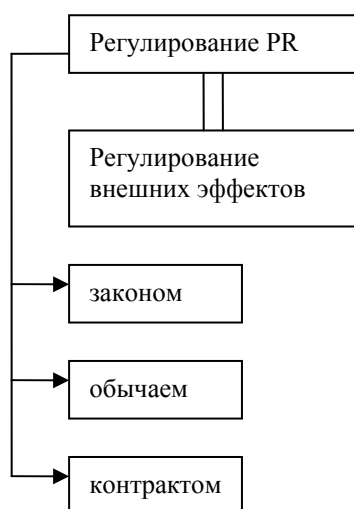 Регулирование PR
Регулирование
внешних эффектов
законом
обычаем
контрактом